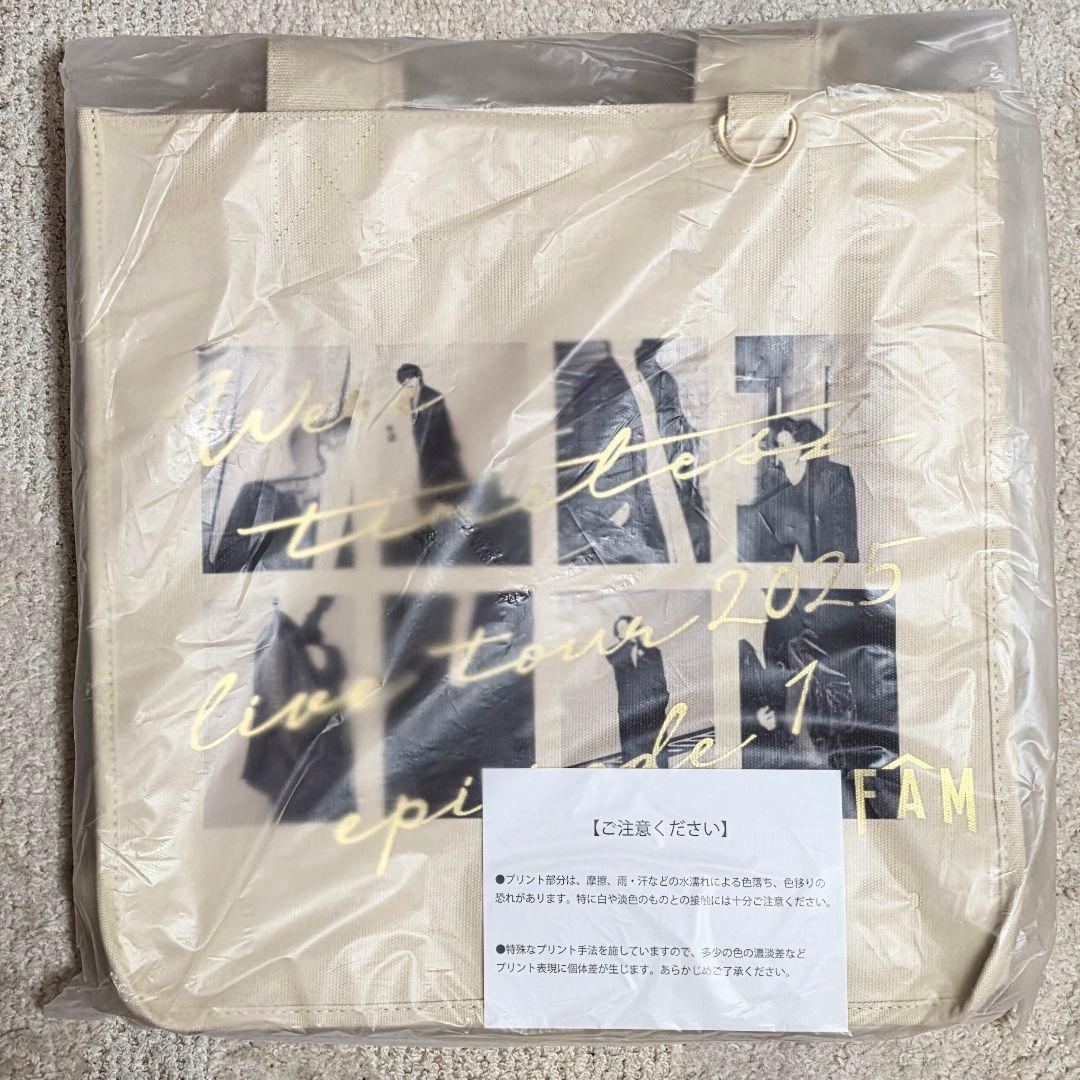 We're
timelesz
live tour 2025
episode 1
FÂM
【ご注意ください】
●プリント部分は、摩擦、雨・汗などの水濡れによる色落ち、色移りの
恐れがあります。特に白や淡色のものとの接触には十分ご注意ください。
●特殊なプリント手法を施していますので、多少の色の濃淡差など
プリント表現に個体差が生じます。あらかじめご了承ください。